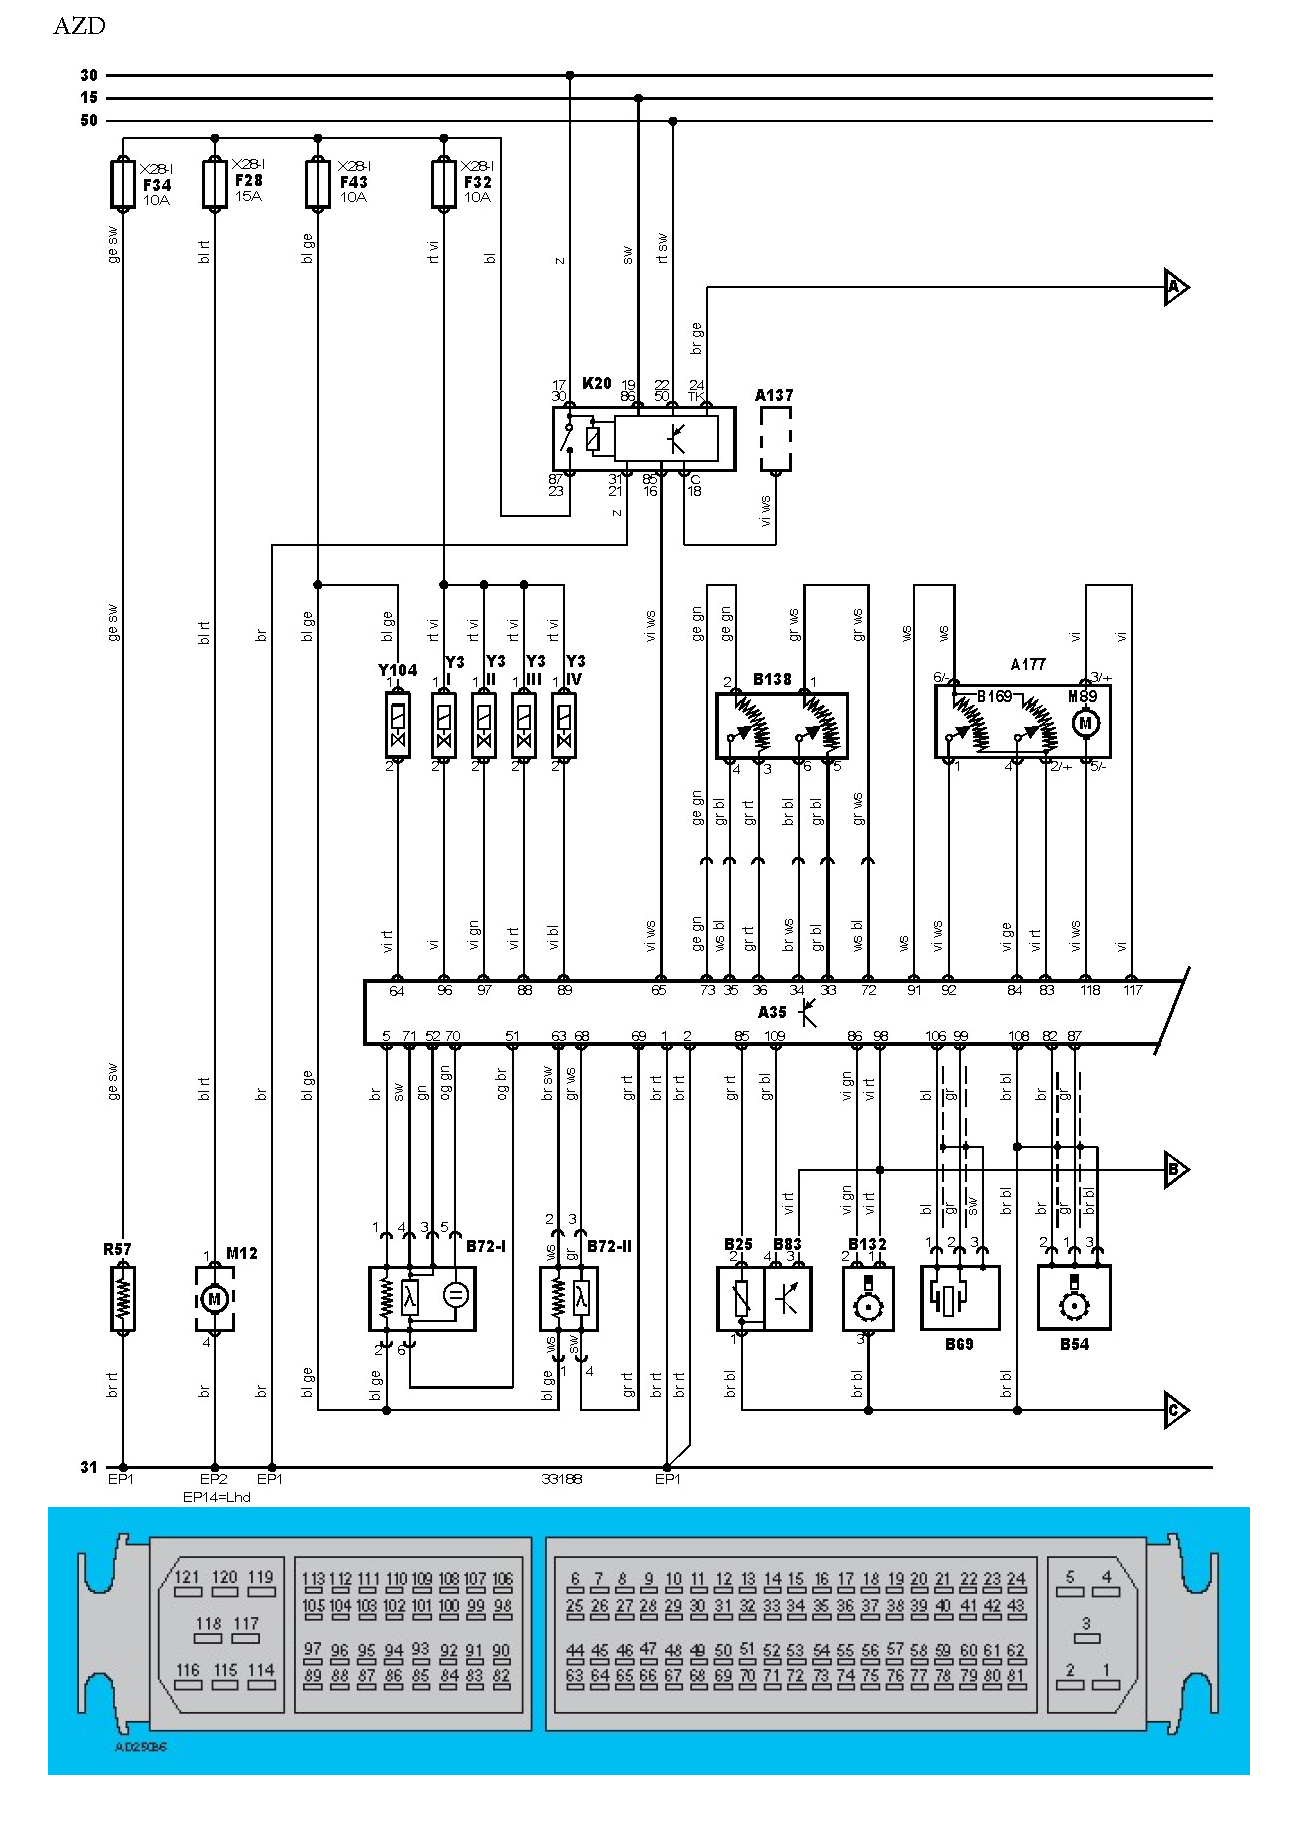 AZD
30
15
50
X28-I
F34
10A
X28-I
F28
15A
X28-I
F43
10A
X28-I
F32
10A
ge sw
bl rt
bl ge
rt vi
bl
z
sw
rt sw
A
br ge
17 19 22 24
30 K20 86 50 TK A137
87 31 85 C
23 21 16 18
z
vi ws
ge sw
bl rt
br
bl ge
bl ge
rt vi
rt vi
rt vi
rt vi
vi ws
ge gn
ge gn
gr ws
gr ws
ws
ws
vi
vi
Y104
Y3 I
Y3 II
Y3 III
Y3 IV
1 1 1 1 1
2 B138 1
6/- A177 3/+
B169 M89
M
2 2 2 2 2
4 3 6 5
1 4 2/+ 5/-
ge gn
gr bl
gr rt
br bl
gr bl
gr ws
vi rt
vi
vi gn
vi rt
vi bl
vi ws
ge gn
ws bl
gr rt
br ws
gr bl
ws bl
ws
vi ws
vi ge
vi rt
vi ws
vi
64 96 97 88 89 65 73 35 36 34 33 72 91 92 84 83 118 117
A35
5 71 52 70 51 63 68 69 1 2 85 109 86 98 106 99 108 82 87
ge sw
bl rt
br
bl ge
br
sw
gn
og gn
og br
br sw
gr ws
gr rt
br rt
br rt
gr rt
gr bl
vi gn
vi rt
bl
gr
br bl
br
gr
B
vi rt
vi gn
vi rt
bl
gr
sw
br bl
br
gr
br bl
1 4 3 5 2 3
ws
gr
R57
1 M12
B72-I
B72-II
B25 B83 B132
2 4 3 2 1 1 2 3 2 1 3
M
λ
λ
4
2 6
ws
sw
1 4
1
3
B69
B54
br rt
br
br
bl ge
bl ge
bl ge
gr rt
br rt
br rt
br bl
br bl
br bl
C
31
EP1 EP2 EP1 33188 EP1
EP14=Lhd
121 120 119 113 112 111 110 109 108 107 106 6 7 8 9 10 11 12 13 14 15 16 17 18 19 20 21 22 23 24 5 4
105 104 103 102 101 100 99 98 25 26 27 28 29 30 31 32 33 34 35 36 37 38 39 40 41 42 43
118 117 3
97 96 95 94 93 92 91 90 44 45 46 47 48 49 50 51 52 53 54 55 56 57 58 59 60 61 62
116 115 114 89 88 87 86 85 84 83 82 63 64 65 66 67 68 69 70 71 72 73 74 75 76 77 78 79 80 81 2 1
AD25086